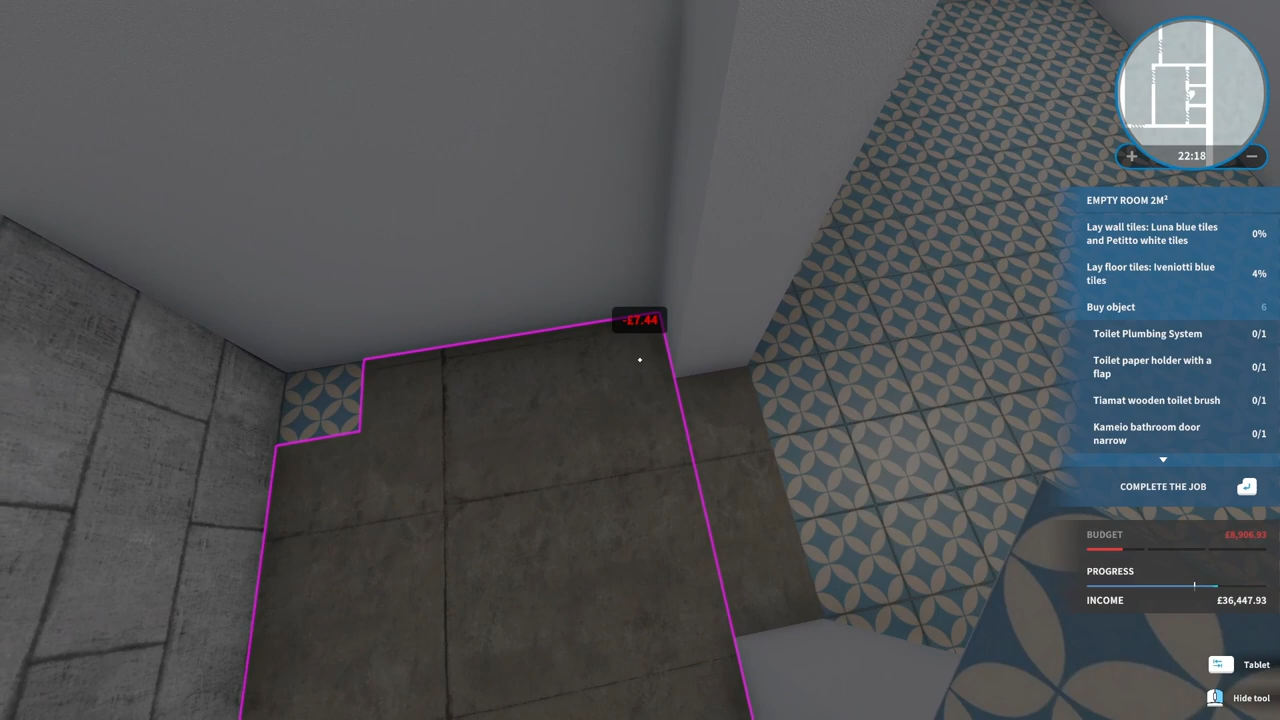 22:18
EMPTY ROOM 2M²
Lay wall tiles: Luna blue tiles
and Petitto white tiles
0%
Lay floor tiles: Iveniotti blue
tiles
4%
Buy object
6
Toilet Plumbing System
0/1
Toilet paper holder with a
flap
0/1
Tiamat wooden toilet brush
0/1
Kameio bathroom door
narrow
0/1
COMPLETE THE JOB
-£7.44
BUDGET
£8,906.93
PROGRESS
INCOME
£36,447.93
Tablet
Hide tool